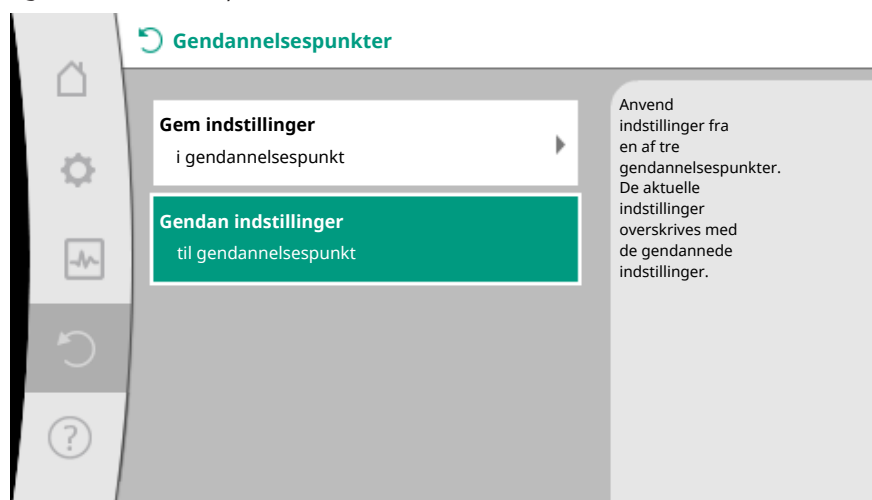 Gendannelsespunkter
Gem indstillinger
i gendannelsespunkt
Gendan indstillinger
til gendannelsespunkt
Anvend
indstillinger fra
en af tre
gendannelsespunkter.
De aktuelle
indstillinger
overskrives med
de gendannede
indstillinger.
?